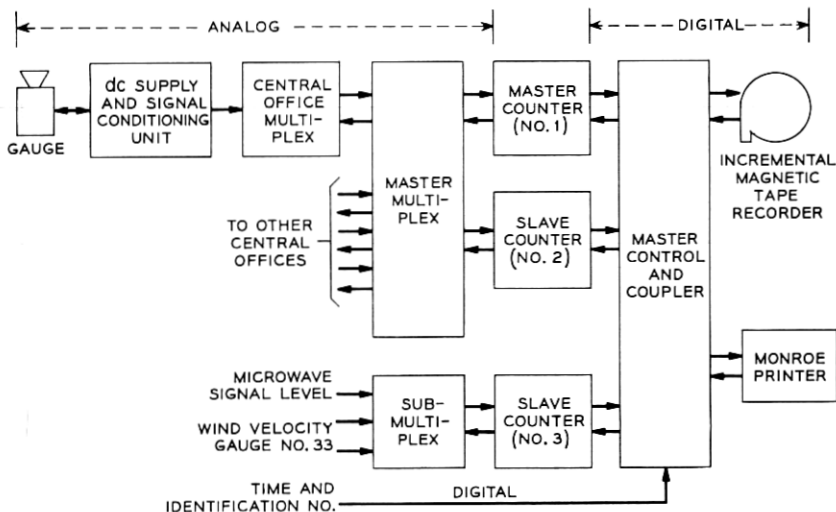 ANALOG
DIGITAL
GAUGE
dc SUPPLY
AND SIGNAL
CONDITIONING
UNIT
CENTRAL
OFFICE
MULTI-
PLEX
MASTER
MULTI-
PLEX
MASTER
COUNTER
(NO. 1)
INCREMENTAL
MAGNETIC
TAPE
RECORDER
TO OTHER
CENTRAL
OFFICES
SLAVE
COUNTER
(NO. 2)
MASTER
CONTROL
AND
COUPLER
MONROE
PRINTER
MICROWAVE
SIGNAL LEVEL
WIND VELOCITY
GAUGE NO. 33
SUB-
MULTI-
PLEX
SLAVE
COUNTER
(NO. 3)
TIME AND
IDENTIFICATION NO.
DIGITAL